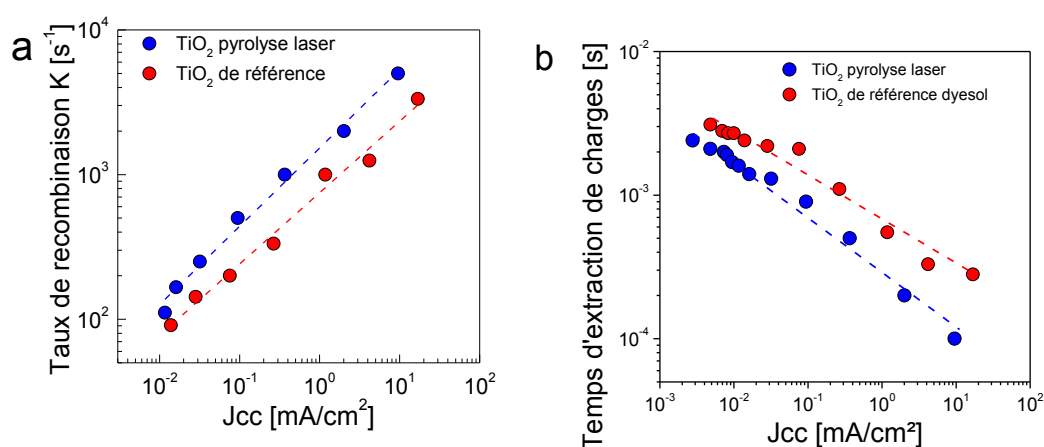 a
Taux de recombinaison K [s⁻¹]
10⁴
10³
10²
TiO₂ pyrolyse laser
TiO₂ de référence
10⁻² 10⁻¹ 10⁰ 10¹ 10²
Jcc [mA/cm²]
b
Temps d'extraction de charges [s]
10⁻²
10⁻³
10⁻⁴
TiO₂ pyrolyse laser
TiO₂ de référence dyesol
10⁻³ 10⁻² 10⁻¹ 10⁰ 10¹ 10²
Jcc [mA/cm²]